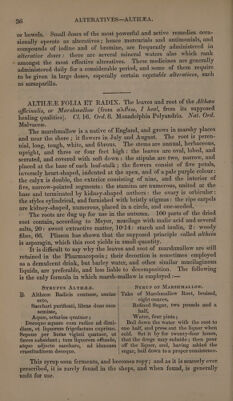 36 ALTERATIVES—ALTHÆA.
or bowels. Small doses of the most powerful and active remedies occa-
sionally operate as alteratives; hence mercurials and antimonials, and
compounds of iodine and of bromine, are frequently administered in
alterative doses: there are several mineral waters also which rank
amongst the most effective alteratives. These medicines are generally
administered daily for a considerable period, and some of them require
to be given in large doses, especially certain vegetable alteratives, such
as sarsaparilla.
ALTHÆÆ FOLIA ET RADIX. The leaves and root of the Althæa
officinalis, or Marshmallow (from αλθεω, I heal, from its supposed
healing qualities). Cl. 16. Ord. 6. Monadelphia Polyandria. Nat. Ord.
Malvaceæ.
The marshmallow is a native of England, and grows in marshy places
and near the shore; it flowers in July and August. The root is peren-
nial, long, tough, white, and fibrous. The stems are annual, herbaceous,
upright, and three or four feet high: the leaves are oval, lobed, and
serrated, and covered with soft down: the stipules are two, narrow, and
placed at the base of each leaf-stalk; the flowers consist of five petals,
inversely heart-shaped, indented at the apex, and of a pale purple colour:
the calyx is double, the exterior consisting of nine, and the interior of
five, narrow-pointed segments: the stamina are numerous, united at the
base and terminated by kidney-shaped anthers: the ovary is orbicular:
the styles cylindrical, and furnished with bristly stigmas: the ripe carpels
are kidney-shaped, numerous, placed in a circle, and one-seeded.
The roots are dug up for use in the autumn. 100 parts of the dried
root contain, according to Meyer, mucilage with malic acid and several
salts, 20: sweet extractive matter, 10·14: starch and inulin, 2: woody
fibre, 66. Plisson has shown that the supposed principle called altheia
is asparagin, which this root yields in small quantity.
It is difficult to say why the leaves and root of marshmallow are still
retained in the Pharmacopœia; their decoction is sometimes employed
as a demulcent drink, but barley water, and other similar mucilaginous
liquids, are preferable, and less liable to decomposition. The following
is the only formula in which marsh-mallow is employed:—
SYRUPUS ALTHÆÆ.
℞. Althææ Radicis contusæ, uncias
octo,
Sacchari purificati, libras duas cum
semisse,
Aquæ, octarios quatuor;
Decoque aquam cum radice ad dimi-
dium, et liquorem frigefactum exprime.
Sepone per horas viginti quatuor, ut
fæces subsidant; tum liquorem effunde,
atque adjecto saccharo, ad idoneam
crassitudinem decoque.
SYRUP OF MARSHMALLOW.
Take of Marshmallow Root, bruised,
eight ounces,
Refined Sugar, two pounds and a
half,
Water, four pints;
Boil down the water with the root to
one half, and press out the liquor when
cold. Set it by for twenty-four hours,
that the dregs may subside; then pour
off the liquor, and, having added the
sugar, boil down to a proper consistence.
This syrup soon ferments, and becomes ropy; and as it is scarcely ever
prescribed, it is rarely found in the shops, and when found, is generally
unfit for use.